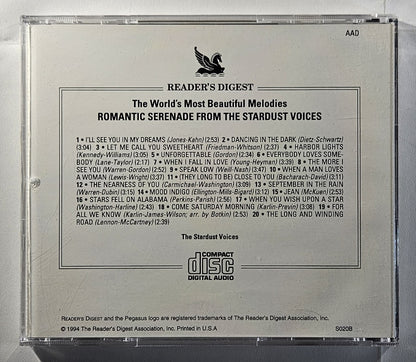 AAD
READER'S DIGEST
The World's Most Beautiful Melodies
ROMANTIC SERENADE FROM THE STARDUST VOICES
1 • I'LL SEE YOU IN MY DREAMS (Jones-Kahn) (2:53) 2 • DANCING IN THE DARK (Dietz-Schwartz)
(3:04) 3 • LET ME CALL YOU SWEETHEART (Friedman-Whitson) (2:37) 4 • HARBOR LIGHTS
(Kennedy-Williams) (3:05) 5 • UNFORGETTABLE (Gordon) (2:34) 6 • EVERYBODY LOVES SOME-
BODY (Lane-Taylor) (2:16) 7 • WHEN I FALL IN LOVE (Young-Heyman) (3:39) 8 • THE MORE I
SEE YOU (Warren-Gordon) (2:52) 9 • SPEAK LOW (Weill-Nash) (3:47) 10 • WHEN A MAN LOVES
A WOMAN (Lewis-Wright) (3:37) 11 • (THEY LONG TO BE) CLOSE TO YOU (Bacharach-David) (3:11)
12 • THE NEARNESS OF YOU (Carmichael-Washington) (3:09) 13 • SEPTEMBER IN THE RAIN
(Warren-Dubin) (3:15) 14 • MOOD INDIGO (Ellington-Mills-Bigard) (3:12) 15 • JEAN (McKuen) (2:53)
16 • STARS FELL ON ALABAMA (Perkins-Parish) (2:56) 17 • WHEN YOU WISH UPON A STAR
(Washington-Harline) (2:43) 18 • COME SATURDAY MORNING (Karlin-Previn) (3:08) 19 • FOR
ALL WE KNOW (Karlin-James-Wilson; arr. by Botkin) (2:53) 20 • THE LONG AND WINDING
ROAD (Lennon-McCartney) (2:39)
The Stardust Voices
COMPACT
disc
DIGITAL AUDIO
READER'S DIGEST and the Pegasus logo are registered trademarks of The Reader's Digest Association, Inc.
© 1994 The Reader's Digest Association, Inc. Printed in U.S.A S020B